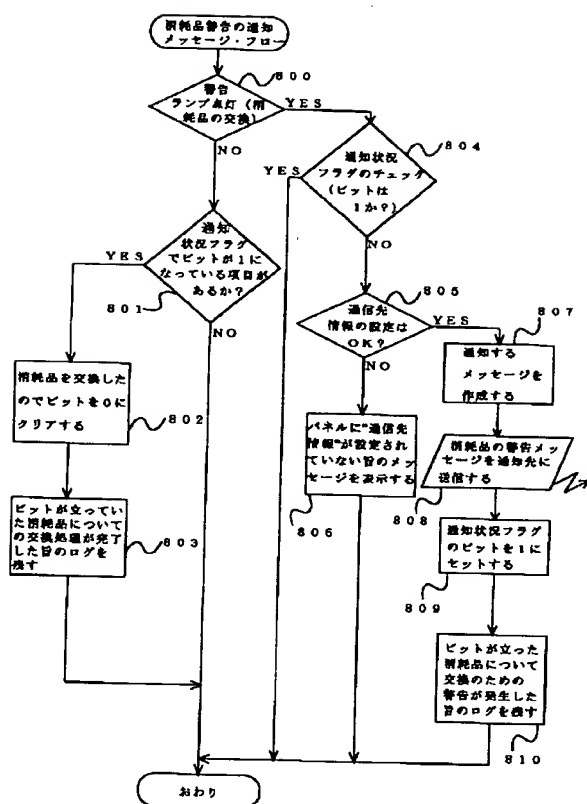 消耗品警告の通知
メッセージ・フロー
800
警告
ランプ点灯(消
耗品の交換)
YES
NO
804
通知状況
フラグのチェック
(ビットは
1か?)
YES
NO
通知
状況フラグ
でビットが1に
なっている項目が
あるか?
YES
801
NO
805
通信先
情報の設定は
OK?
YES
NO
807
通知する
メッセージを
作成する
消耗品を交換した
のでビットを0に
クリアする
802
パネルに"通信先
情報"が設定され
ていない旨のメッ
セージを表示する
806
消耗品の警告メッ
セージを通知先に
送信する
808
ビットが立ってい
た消耗品について
の交換処理が完了
した旨のログを
残す
803
通知状況フラグ
のビットを1に
セットする
809
ビットが立った
消耗品について
交換のための
警告が発生した
旨のログを残す
810
おわり